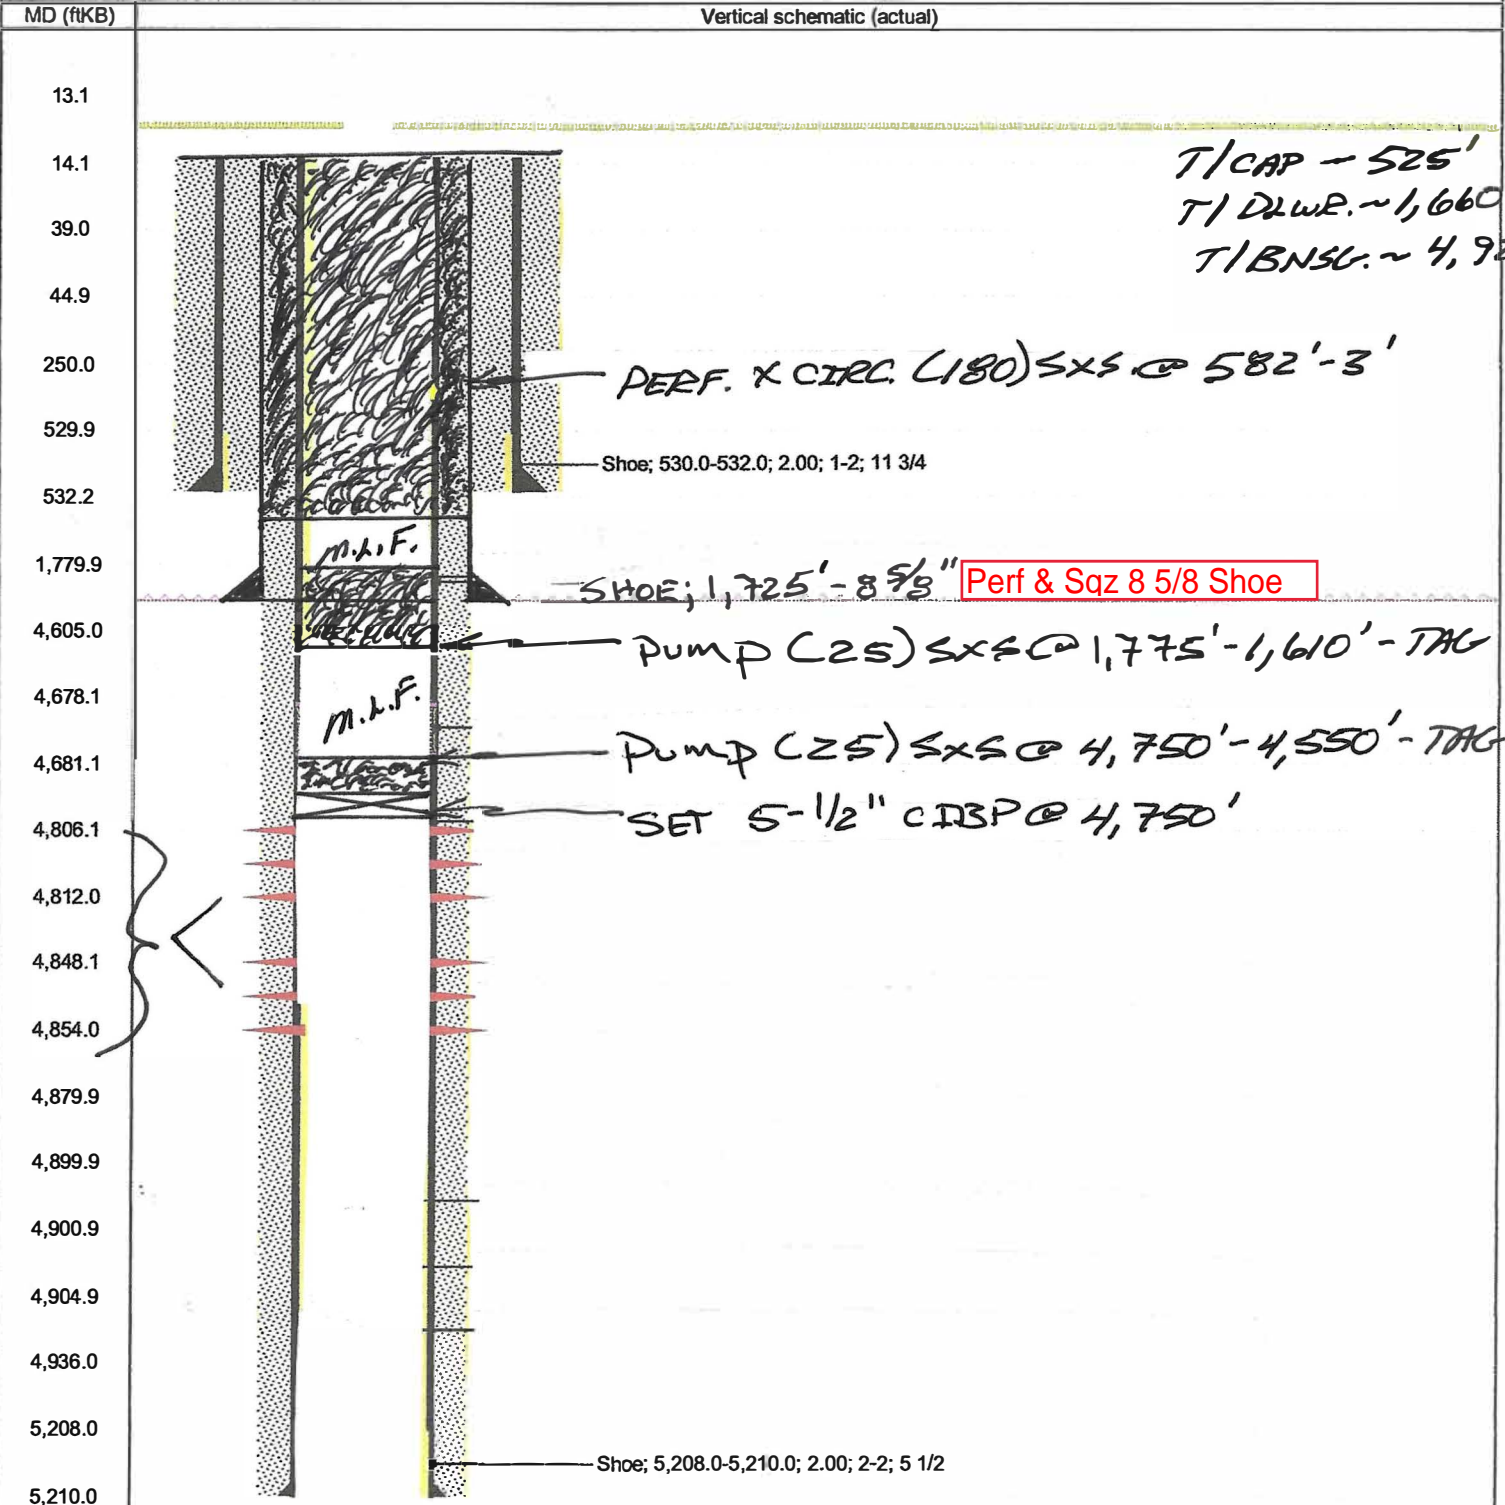 MD (ftKB)
Vertical schematic (actual)
13.1
14.1
39.0
44.9
250.0
529.9
532.2
1,779.9
4,605.0
4,678.1
4,681.1
4,806.1
4,812.0
4,848.1
4,854.0
4,879.9
4,899.9
4,900.9
4,904.9
4,936.0
5,208.0
5,210.0
T/CAP - 525'
T/DLWR. ~ 1,660
T/BNSG. ~ 4,92
PERF. X CIRC. (180) SXS @ 582'-3'
Shoe; 530.0-532.0; 2.00; 1-2; 11 3/4
M.L.F.
SHOE; 1,725' - 8 5/8" Perf & Sqz 8 5/8 Shoe
PUMP (25) SXS @ 1,775'-1,610' - TAG
M.L.F.
PUMP (25) SXS @ 4,750'-4,550' - TAG
SET 5-1/2" CIBP @ 4,750'
Shoe; 5,208.0-5,210.0; 2.00; 2-2; 5 1/2